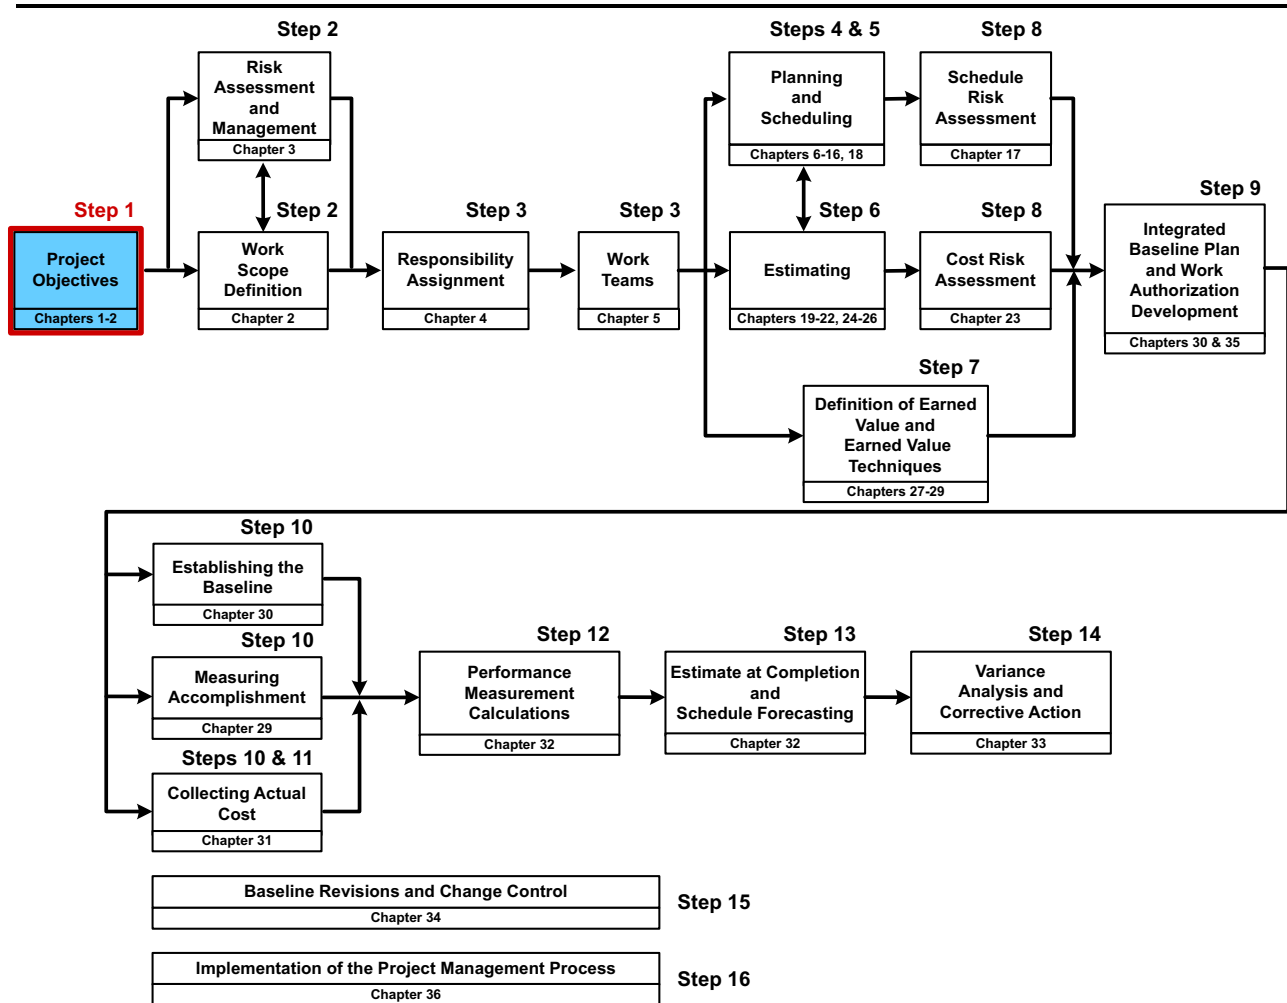 Step 2
Risk
Assessment
and
Management
Chapter 3
Steps 4 & 5
Planning
and
Scheduling
Chapters 6-16, 18
Step 8
Schedule
Risk
Assessment
Chapter 17
Step 1
Project
Objectives
Chapters 1-2
Step 2
Work
Scope
Definition
Chapter 2
Step 3
Responsibility
Assignment
Chapter 4
Step 3
Work
Teams
Chapter 5
Step 6
Estimating
Chapters 19-22, 24-26
Step 8
Cost Risk
Assessment
Chapter 23
Step 9
Integrated
Baseline Plan
and Work
Authorization
Development
Chapters 30 & 35
Step 7
Definition of Earned
Value and
Earned Value
Techniques
Chapters 27-29
Step 10
Establishing the
Baseline
Chapter 30
Step 10
Measuring
Accomplishment
Chapter 29
Steps 10 & 11
Collecting Actual
Cost
Chapter 31
Step 12
Performance
Measurement
Calculations
Chapter 32
Step 13
Estimate at Completion
and
Schedule Forecasting
Chapter 32
Step 14
Variance
Analysis and
Corrective Action
Chapter 33
Baseline Revisions and Change Control
Chapter 34
Step 15
Implementation of the Project Management Process
Chapter 36
Step 16